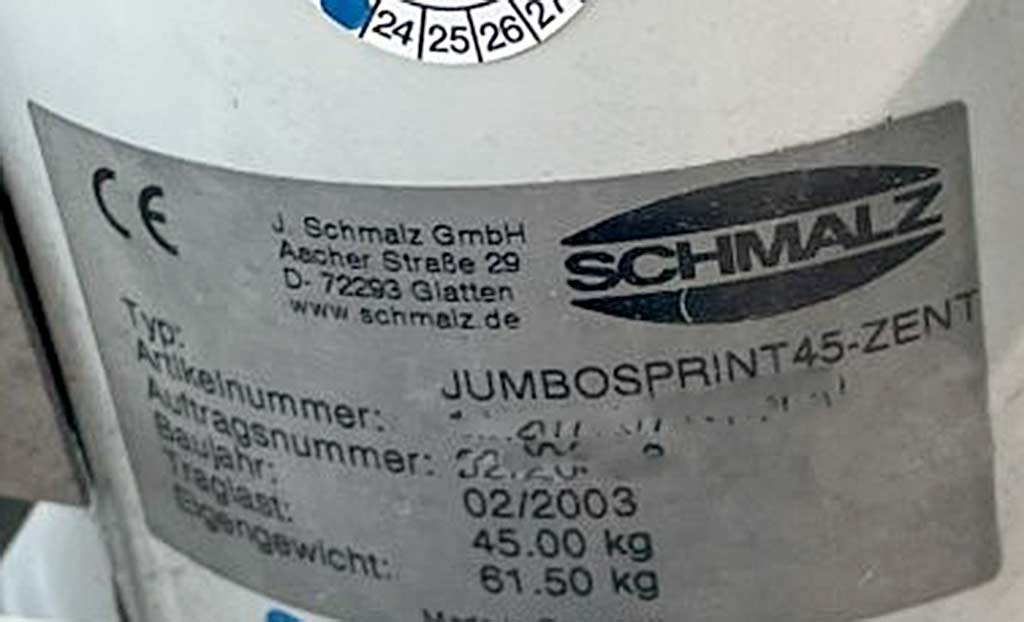 24 25 26 27
CE
J. Schmalz GmbH
Aacher Straße 29
D- 72293 Glatten
www.schmalz.de
SCHMALZ
Typ: JUMBOSPRINT45-ZENT
Artikelnummer:
Auftragsnummer:
Baujahr: 02/2003
Traglast: 45.00 kg
Eigengewicht: 61.50 kg